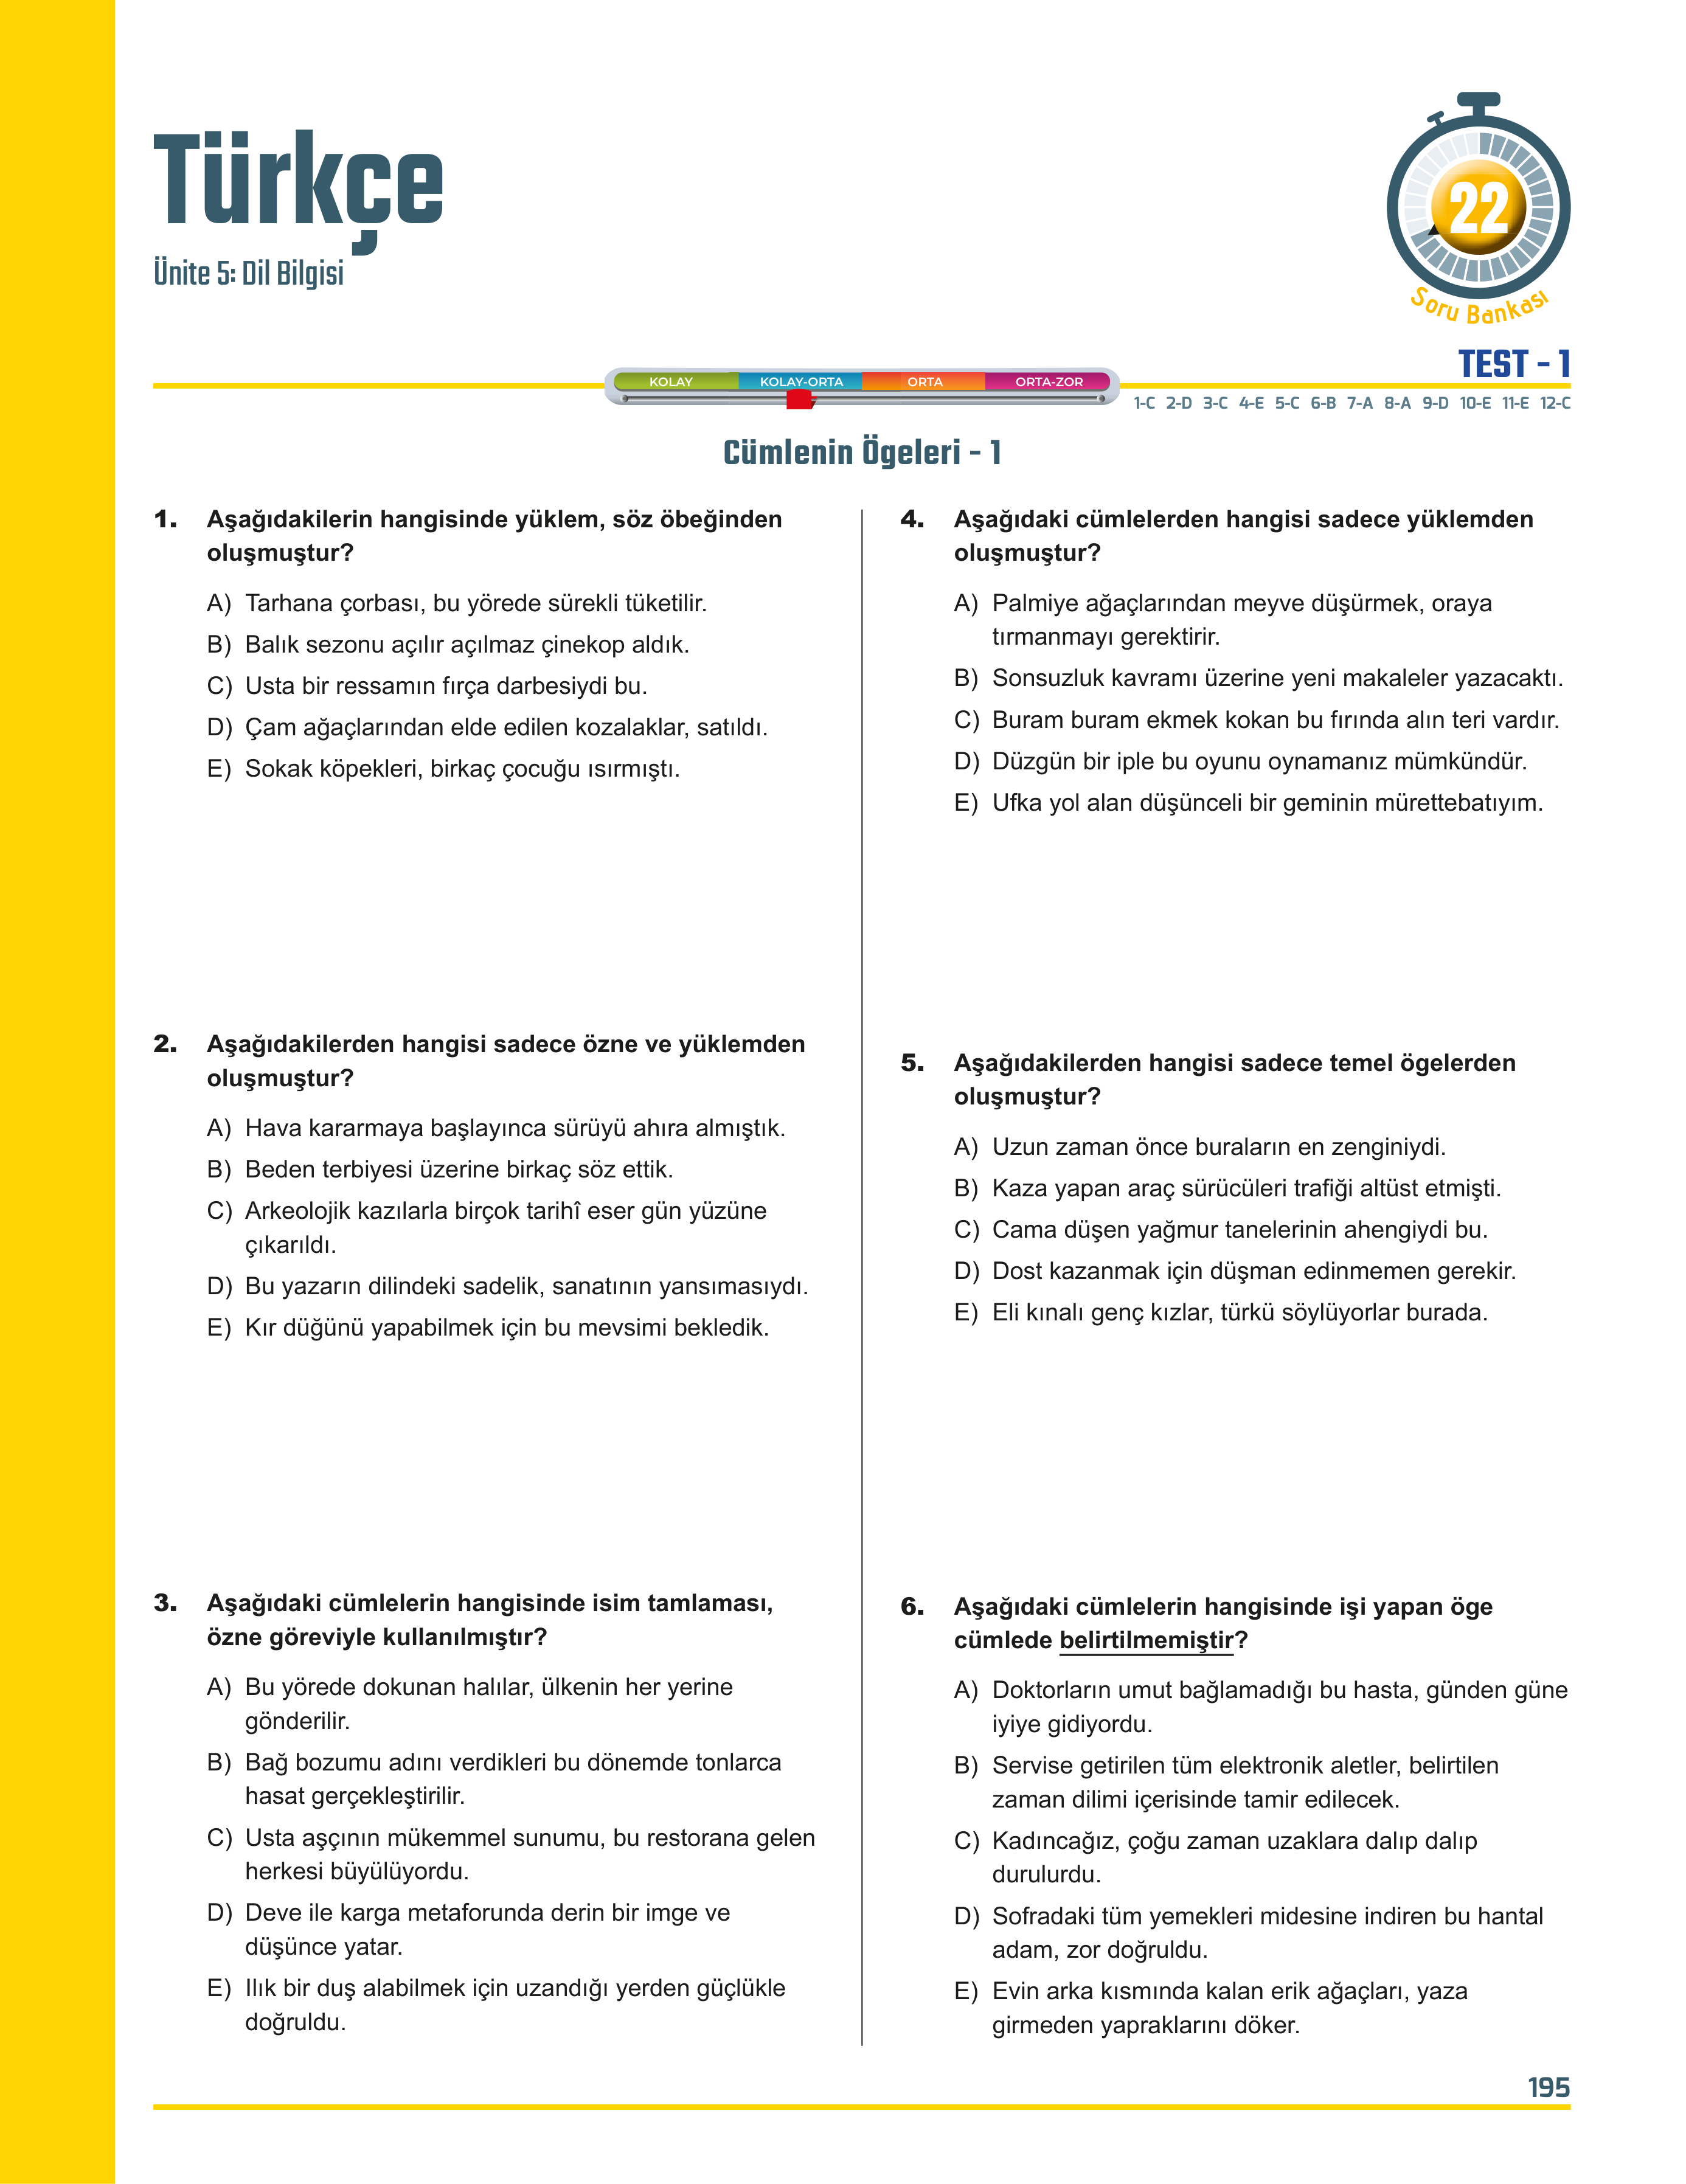 Türkçe
Ünite 5: Dil Bilgisi
22
Soru Bankası
TEST - 1
KOLAY KOLAY-ORTA ORTA ORTA-ZOR
1-C 2-D 3-C 4-E 5-C 6-B 7-A 8-A 9-D 10-E 11-E 12-C
Cümlenin Ögeleri - 1
1. Aşağıdakilerin hangisinde yüklem, söz öbeğinden
oluşmuştur?
A) Tarhana çorbası, bu yörede sürekli tüketilir.
B) Balık sezonu açılır açılmaz çinekop aldık.
C) Usta bir ressamın fırça darbesiydi bu.
D) Çam ağaçlarından elde edilen kozalaklar, satıldı.
E) Sokak köpekleri, birkaç çocuğu ısırmıştı.
2. Aşağıdakilerden hangisi sadece özne ve yüklemden
oluşmuştur?
A) Hava kararmaya başlayınca sürüyü ahıra almıştık.
B) Beden terbiyesi üzerine birkaç söz ettik.
C) Arkeolojik kazılarla birçok tarihî eser gün yüzüne
çıkarıldı.
D) Bu yazarın dilindeki sadelik, sanatının yansımasıydı.
E) Kır düğünü yapabilmek için bu mevsimi bekledik.
3. Aşağıdaki cümlelerin hangisinde isim tamlaması,
özne göreviyle kullanılmıştır?
A) Bu yörede dokunan halılar, ülkenin her yerine
gönderilir.
B) Bağ bozumu adını verdikleri bu dönemde tonlarca
hasat gerçekleştirilir.
C) Usta aşçının mükemmel sunumu, bu restorana gelen
herkesi büyülüyordu.
D) Deve ile karga metaforunda derin bir imge ve
düşünce yatar.
E) Ilık bir duş alabilmek için uzandığı yerden güçlükle
doğruldu.
4. Aşağıdaki cümlelerden hangisi sadece yüklemden
oluşmuştur?
A) Palmiye ağaçlarından meyve düşürmek, oraya
tırmanmayı gerektirir.
B) Sonsuzluk kavramı üzerine yeni makaleler yazacaktı.
C) Buram buram ekmek kokan bu fırında alın teri vardır.
D) Düzgün bir iple bu oyunu oynamanız mümkündür.
E) Ufka yol alan düşünceli bir geminin mürettebatıyım.
5. Aşağıdakilerden hangisi sadece temel ögelerden
oluşmuştur?
A) Uzun zaman önce buraların en zenginiydi.
B) Kaza yapan araç sürücüleri trafiği altüst etmişti.
C) Cama düşen yağmur tanelerinin ahengiydi bu.
D) Dost kazanmak için düşman edinmemen gerekir.
E) Eli kınalı genç kızlar, türkü söylüyorlar burada.
6. Aşağıdaki cümlelerin hangisinde işi yapan öge
cümlede belirtilmemiştir?
A) Doktorların umut bağlamadığı bu hasta, günden güne
iyiye gidiyordu.
B) Servise getirilen tüm elektronik aletler, belirtilen
zaman dilimi içerisinde tamir edilecek.
C) Kadıncağız, çoğu zaman uzaklara dalıp dalıp
durulurdu.
D) Sofradaki tüm yemekleri midesine indiren bu hantal
adam, zor doğruldu.
E) Evin arka kısmında kalan erik ağaçları, yaza
girmeden yapraklarını döker.
195